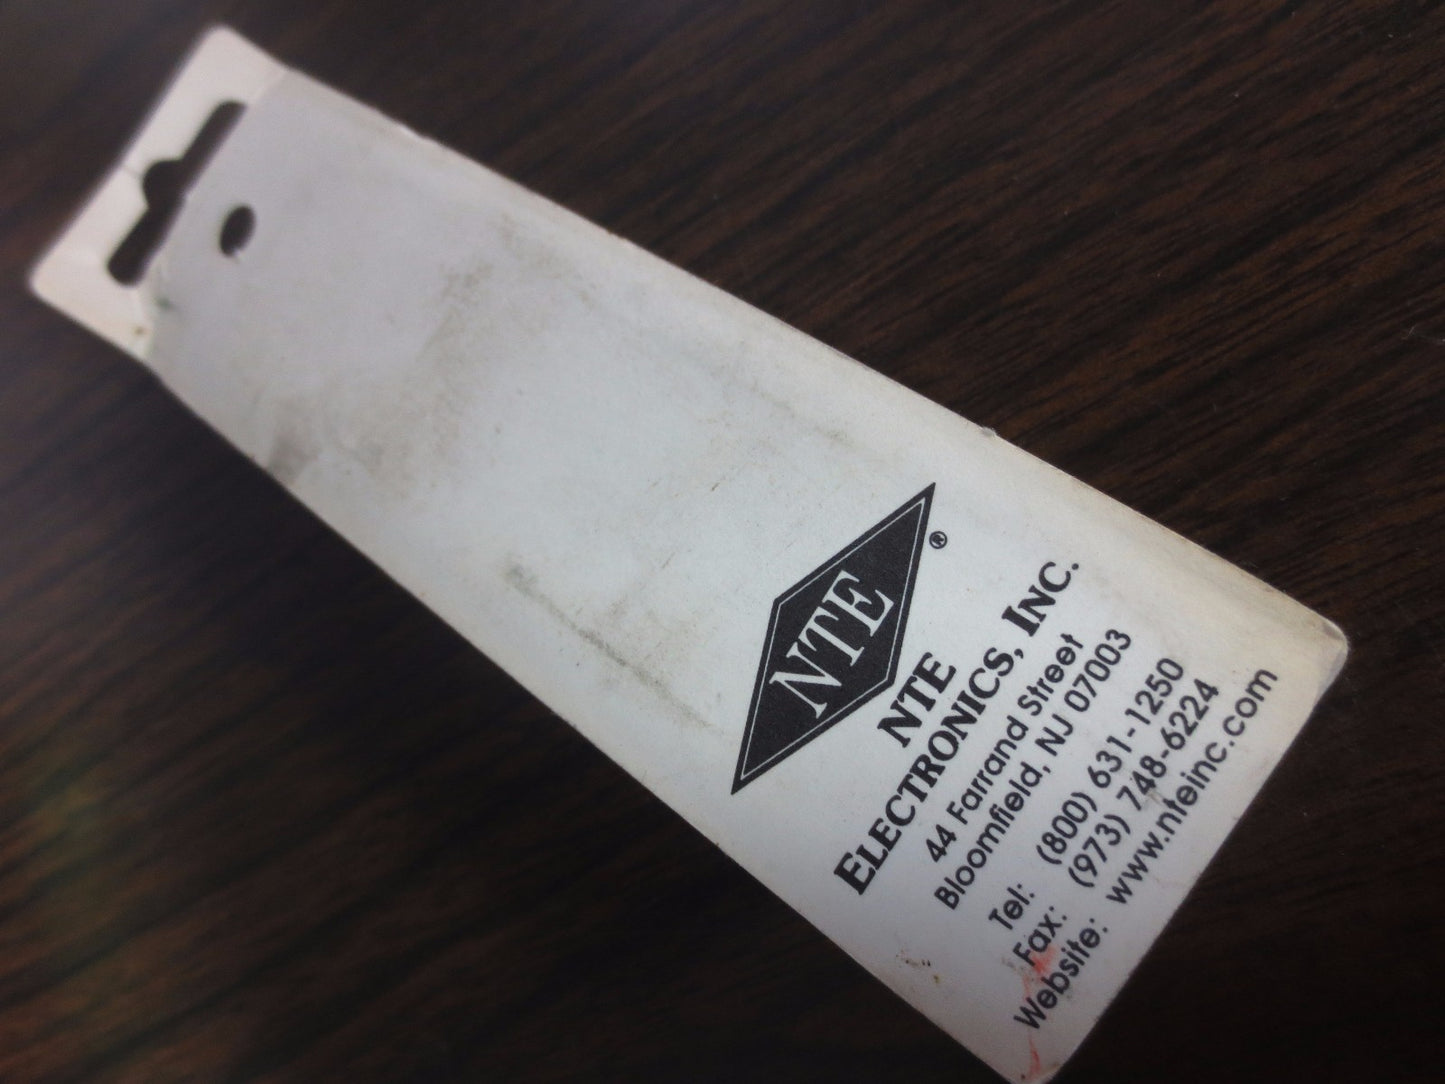 NTE
®
NTE
ELECTRONICS, INC.
44 Farrand Street
Bloomfield, NJ 07003
Tel: (800) 631-1250
Fax: (973) 748-6224
Website: www.nteinc.com